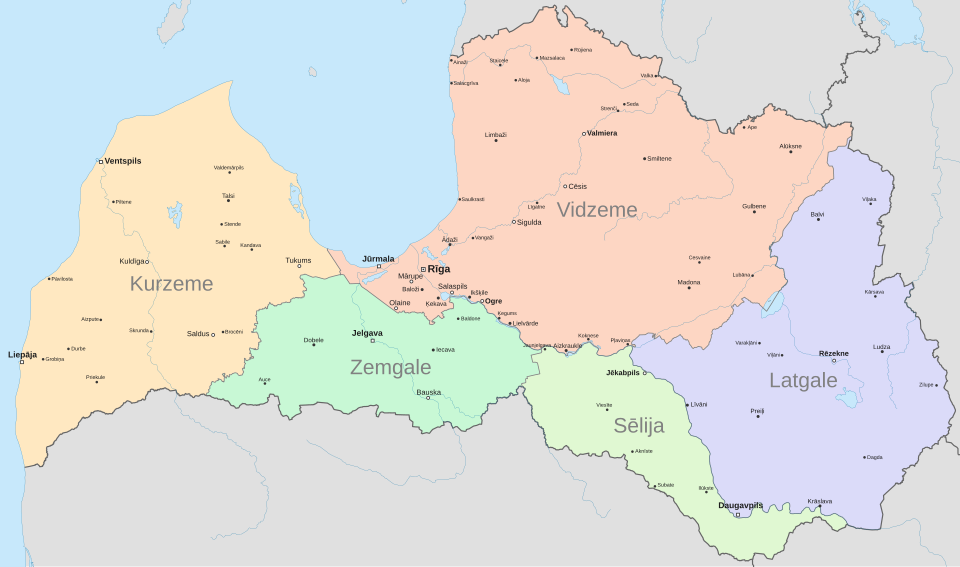 Rūjiena
Mazsalaca
Staicele
Ainaži
Valka
Aloja
Salacgrīva
Seda
Strenči
Ape
Limbaži
Valmiera
Alūksne
Ventspils
Smiltene
Valdemārpils
Cēsis
Talsi
Saulkrasti
Viļaka
Piltene
Līgatne
Vidzeme
Gulbene
Balvi
Stende
Sigulda
Sabile
Kandava
Ādaži
Vangaži
Kuldīga
Tukums
Jūrmala
Cesvaine
Rīga
Lubāna
Pāvilosta
Kurzeme
Mārupe
Madona
Baloži
Salaspils
Ikšķile
Kārsava
Olaine
Ķekava
Ogre
Aizpute
Ķegums
Baldone
Lielvārde
Skrunda
Saldus
Brocēni
Jelgava
Dobele
Koknese
Pļaviņas
Varakļāni
Jaunjelgava
Aizkraukle
Durbe
Iecava
Ludza
Liepāja
Grobiņa
Viļāni
Rēzekne
Zemgale
Jēkabpils
Priekule
Auce
Latgale
Zilupe
Bauska
Viesīte
Līvāni
Preiļi
Sēlija
Aknīste
Dagda
Subate
Ilūkste
Daugavpils
Krāslava